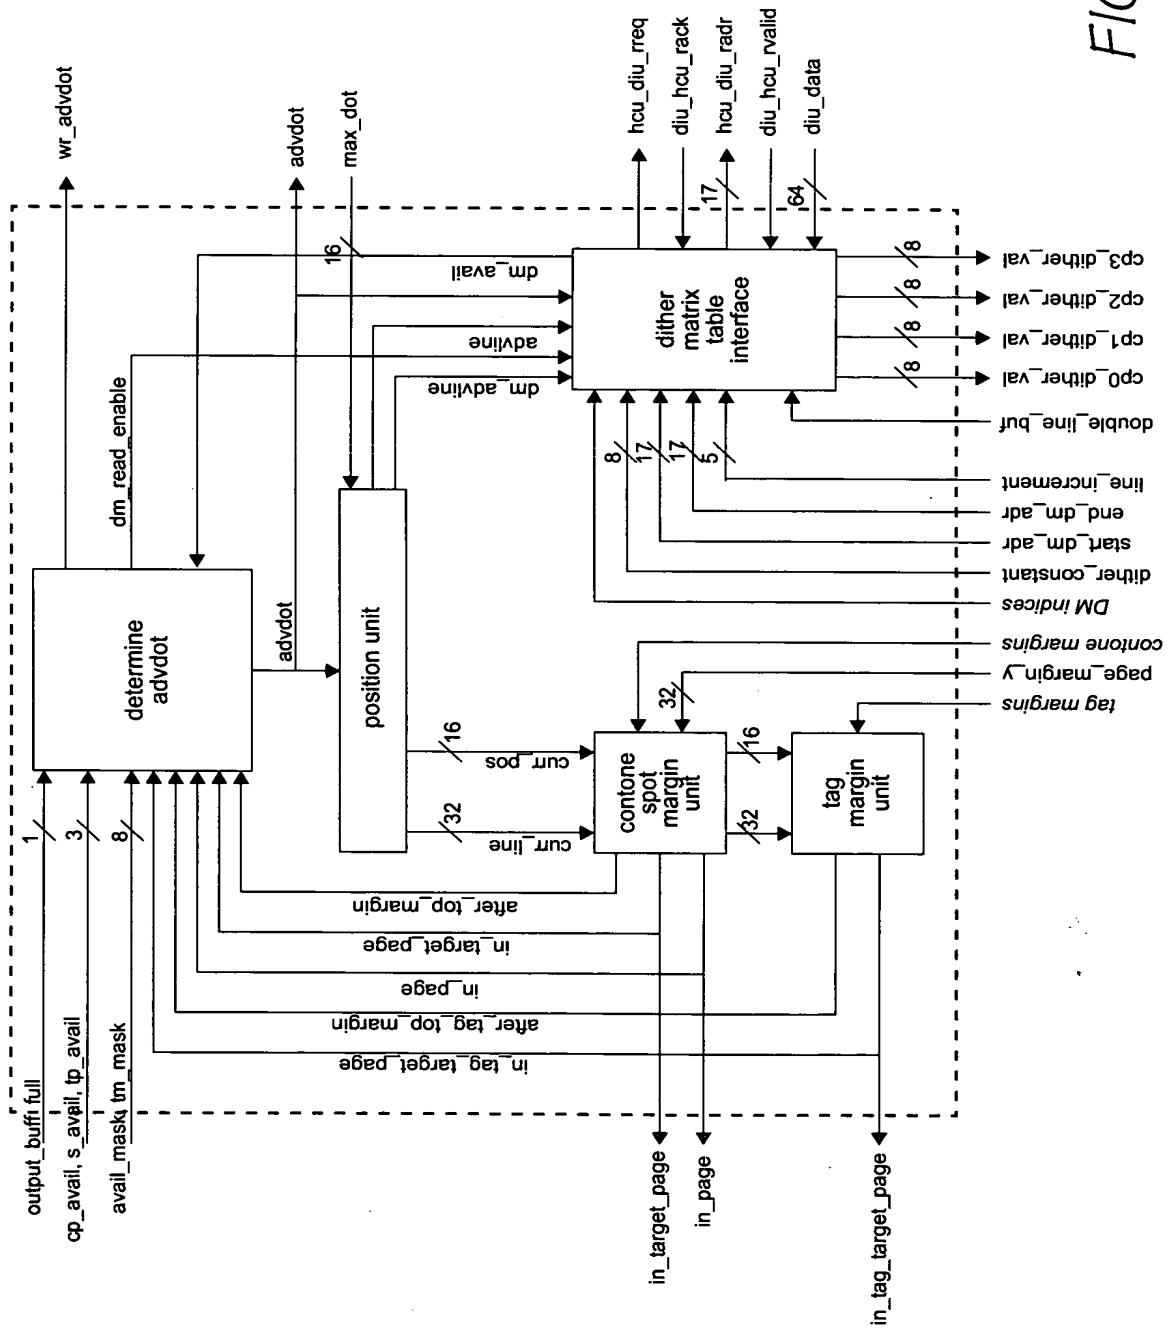 FIG
wr_advdot
advdot
max_dot
hcu_diu_rreq
diu_hcu_rack
hcu_diu_radr
17
diu_hcu_rvalid
diu_data
64
16
dm_avail
advline
dm_advline
dm_read_enable
determine
advdot
advdot
position unit
dither
matrix
table
interface
8
8
8
8
cp3_dither_val
cp2_dither_val
cp1_dither_val
cp0_dither_val
double_line_buf
line_increment
end_dm_adr
start_dm_adr
dither_constant
DM indices
8
17
17
5
contone margins
page_margin_y
tag margins
32
curr_pos
16
curr_line
32
contone
spot
margin
unit
16
32
tag
margin
unit
1
3
8
output_buff full
cp_avail, s_avail, tp_avail
avail_mask, tm_mask
after_top_margin
in_target_page
in_page
after_tag_top_margin
in_tag_target_page
in_target_page
in_page
in_tag_target_page